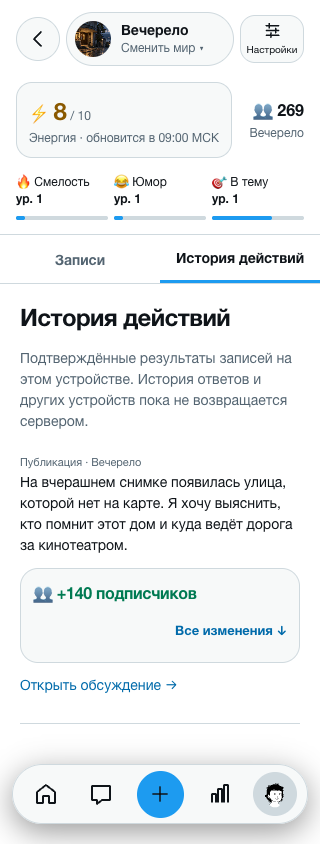 Вечерело
Сменить мир ▾
Настройки
⚡ 8 / 10
Энергия · обновится в 09:00 МСК
👥 269
Вечерело
🔥 Смелость
ур. 1
😂 Юмор
ур. 1
🎯 В тему
ур. 1
Записи
История действий
История действий
Подтверждённые результаты записей на
этом устройстве. История ответов и
других устройств пока не возвращается
сервером.
Публикация · Вечерело
На вчерашнем снимке появилась улица,
которой нет на карте. Я хочу выяснить,
кто помнит этот дом и куда ведёт дорога
за кинотеатром.
👥 +140 подписчиков
Все изменения ↓
Открыть обсуждение →